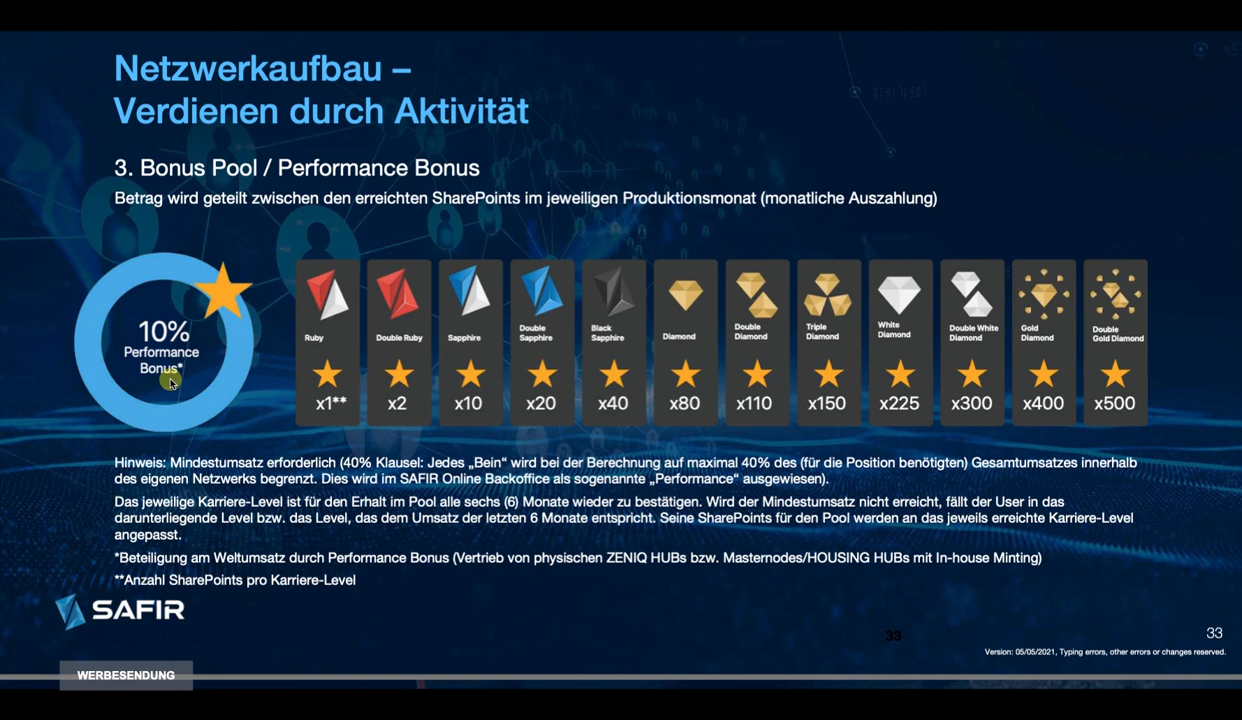 Netzwerkaufbau –
Verdienen durch Aktivität
3. Bonus Pool / Performance Bonus
Betrag wird geteilt zwischen den erreichten SharePoints im jeweiligen Produktionsmonat (monatliche Auszahlung)
10%
Performance
Bonus*
Ruby
x1**
Double Ruby
x2
Sapphire
x10
Double
Sapphire
x20
Black
Sapphire
x40
Diamond
x80
Double
Diamond
x110
Triple
Diamond
x150
White
Diamond
x225
Double White
Diamond
x300
Gold
Diamond
x400
Double
Gold Diamond
x500
Hinweis: Mindestumsatz erforderlich (40% Klausel: Jedes „Bein“ wird bei der Berechnung auf maximal 40% des (für die Position benötigten) Gesamtumsatzes innerhalb
des eigenen Netzwerks begrenzt. Dies wird im SAFIR Online Backoffice als sogenannte „Performance“ ausgewiesen).
Das jeweilige Karriere-Level ist für den Erhalt im Pool alle sechs (6) Monate wieder zu bestätigen. Wird der Mindestumsatz nicht erreicht, fällt der User in das
darunterliegende Level bzw. das Level, das dem Umsatz der letzten 6 Monate entspricht. Seine SharePoints für den Pool werden an das jeweils erreichte Karriere-Level
angepasst.
*Beteiligung am Weltumsatz durch Performance Bonus (Vertrieb von physischen ZENIQ HUBs bzw. Masternodes/HOUSING HUBs mit In-house Minting)
**Anzahl SharePoints pro Karriere-Level
SAFIR
33
33
Version: 05/05/2021, Typing errors, other errors or changes reserved.
WERBESENDUNG